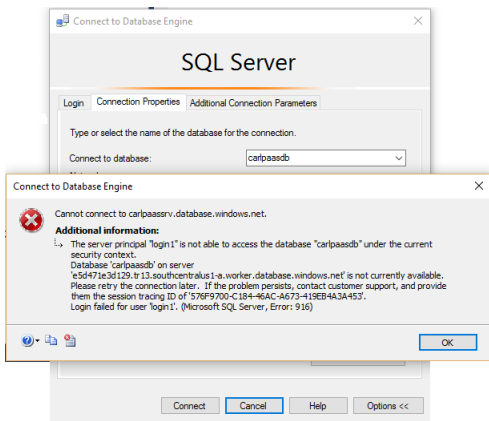 Connect to Database Engine
SQL Server
Login Connection Properties Additional Connection Parameters
Type or select the name of the database for the connection.
Connect to database: carlpaasdb
Connect to Database Engine
Cannot connect to carlpaassrv.database.windows.net.
Additional information:
The server principal "login1" is not able to access the database "carlpaasdb" under the current
security context.
Database 'carlpaasdb' on server
'e5d471e3d129.tr13.southcentralus1-a.worker.database.windows.net' is not currently available.
Please retry the connection later. If the problem persists, contact customer support, and provide
them the session tracing ID of '576F9700-C184-46AC-A673-419EB4A3A453'.
Login failed for user 'login1'. (Microsoft SQL Server, Error: 916)
OK
Connect Cancel Help Options <<